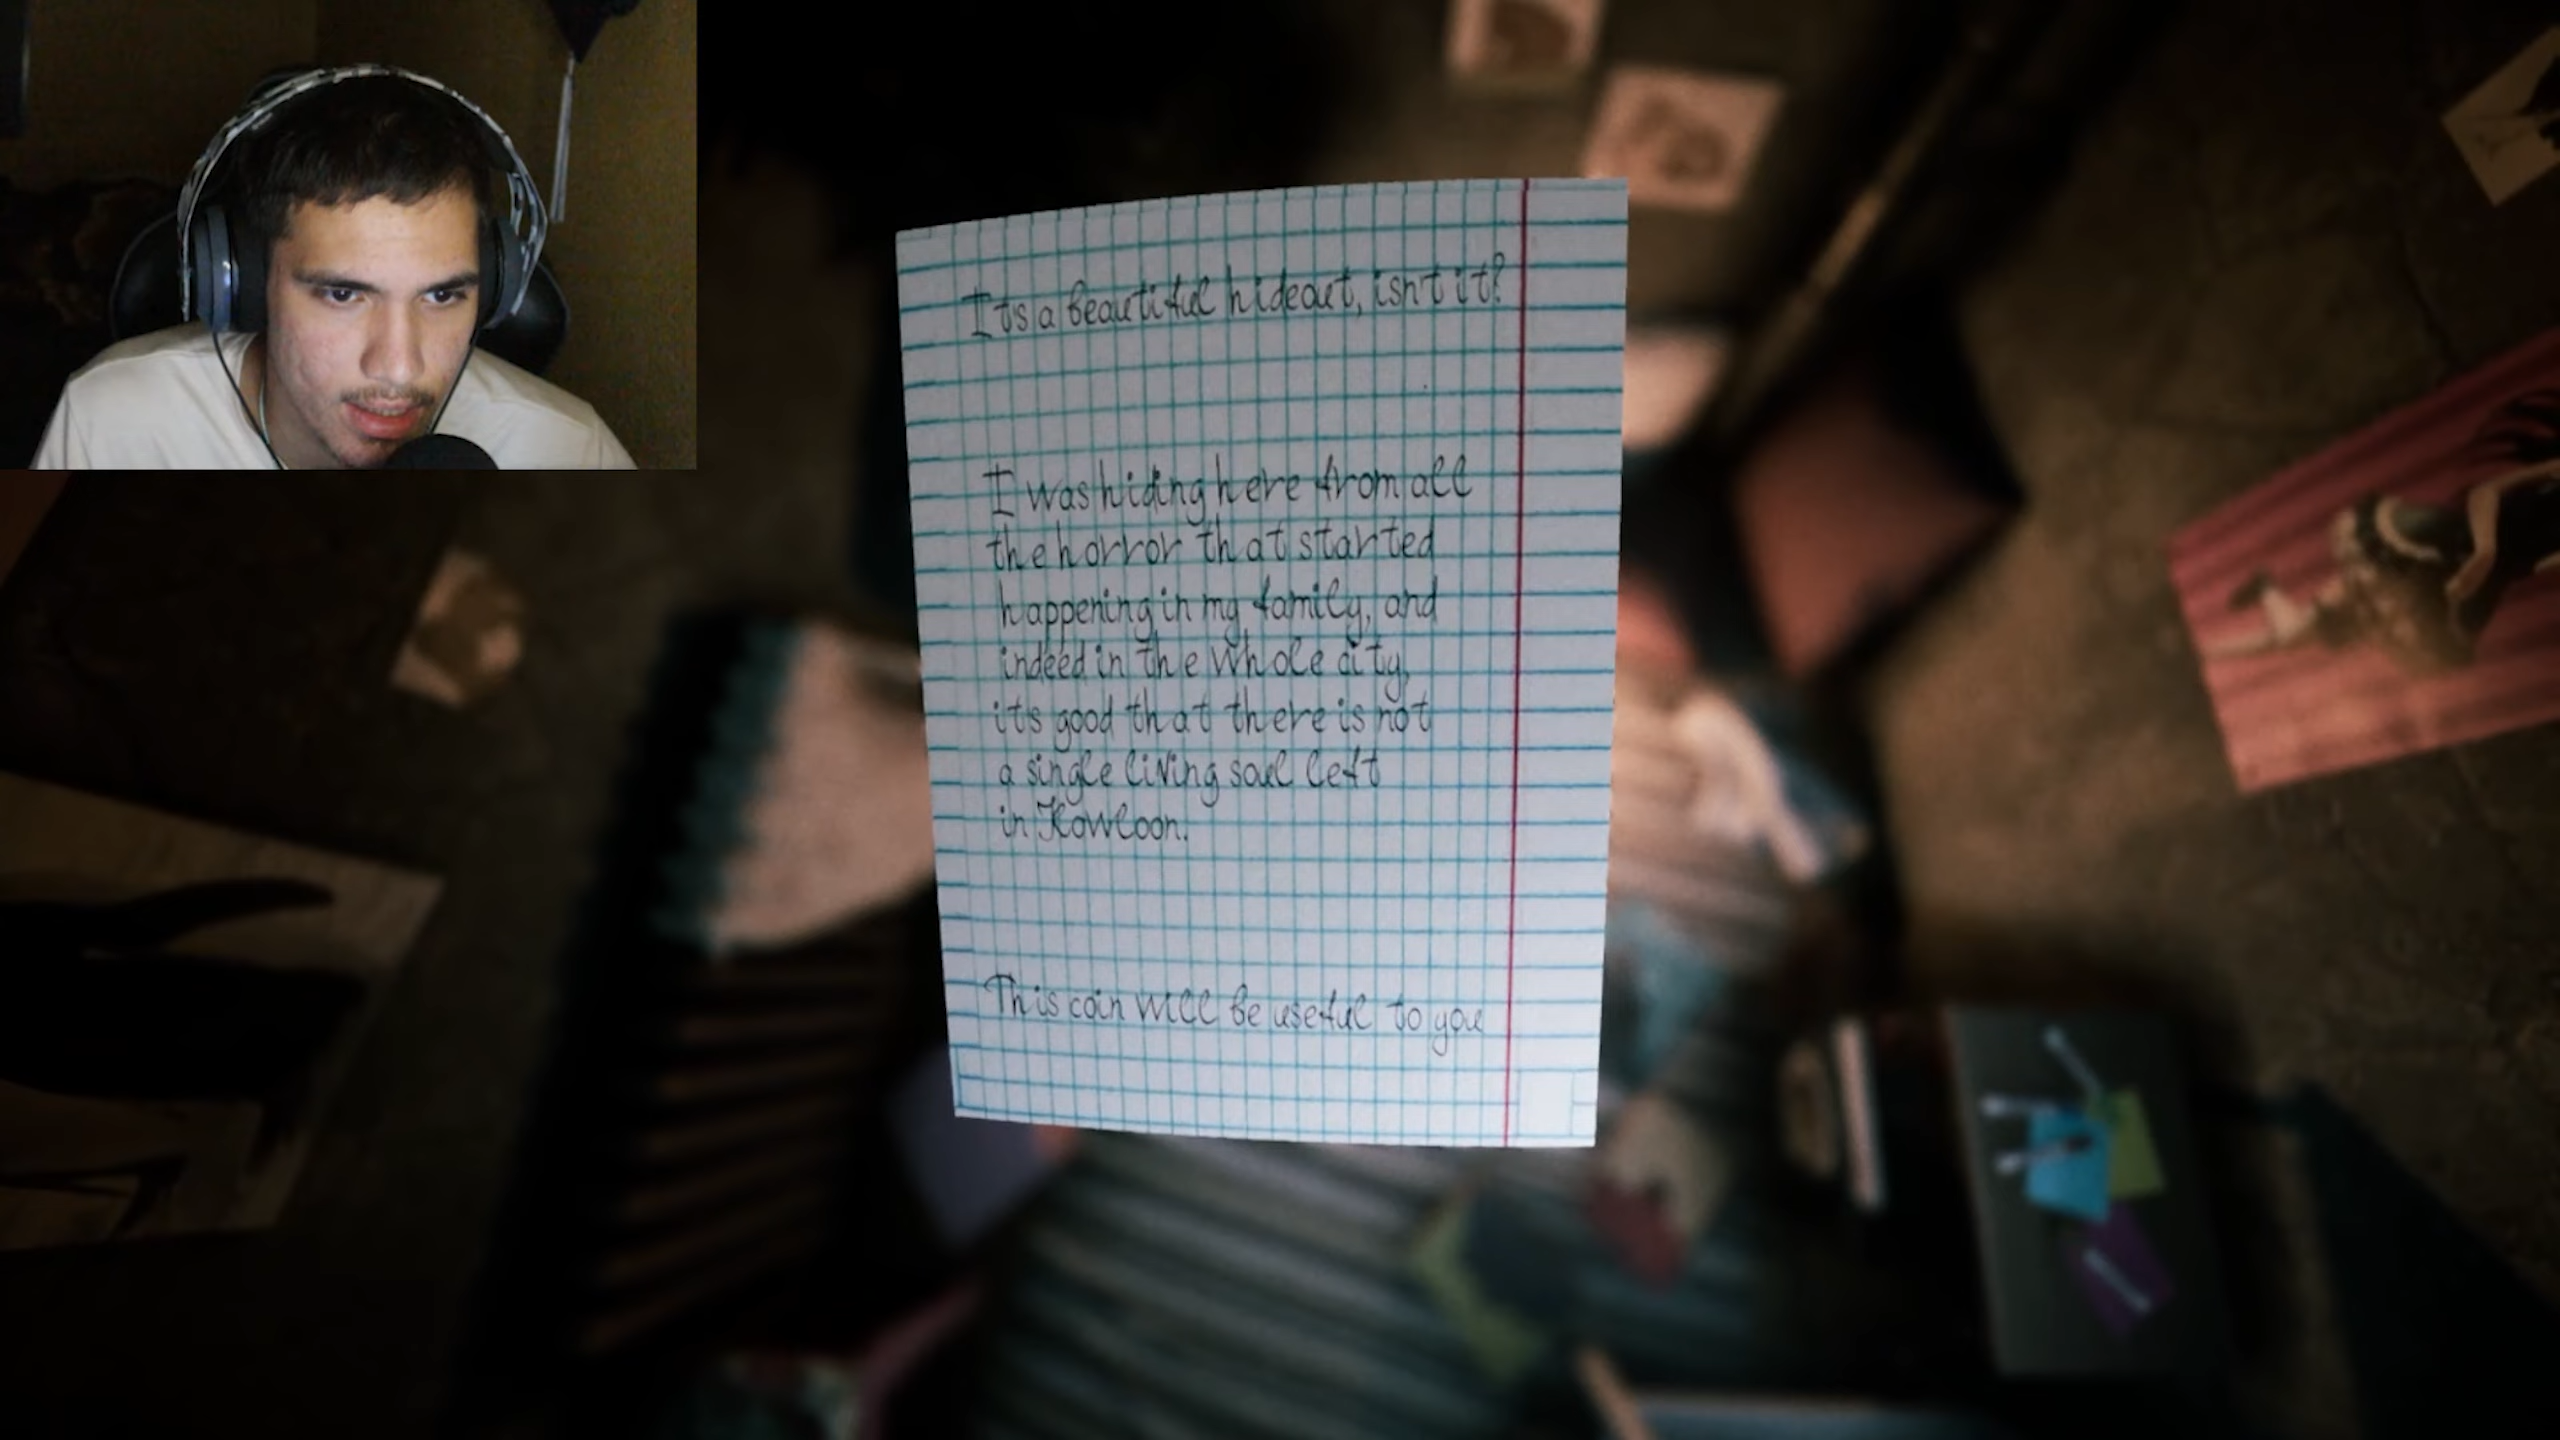 Its a beautiful hideout, isnt it?
I was hiding here from all
the horror that started
happening in my family, and
indeed in the whole city,
it's good that there is not
a single living soul left
in Kowloon.
This coin will be useful to you